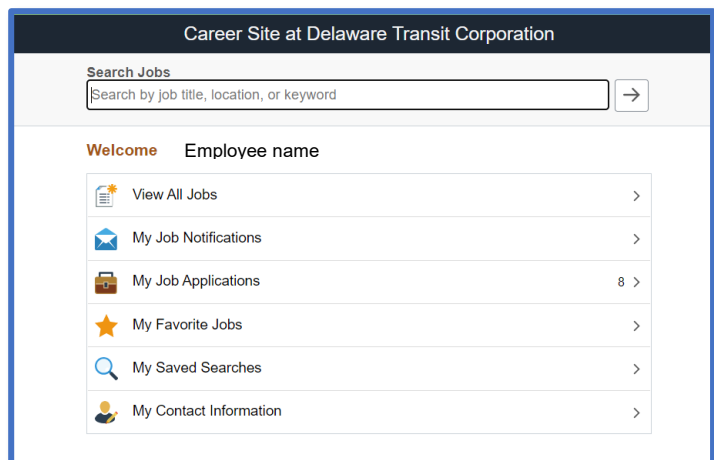 Career Site at Delaware Transit Corporation
Search Jobs
Search by job title, location, or keyword
Welcome Employee name
View All Jobs
My Job Notifications
My Job Applications 8
My Favorite Jobs
My Saved Searches
My Contact Information